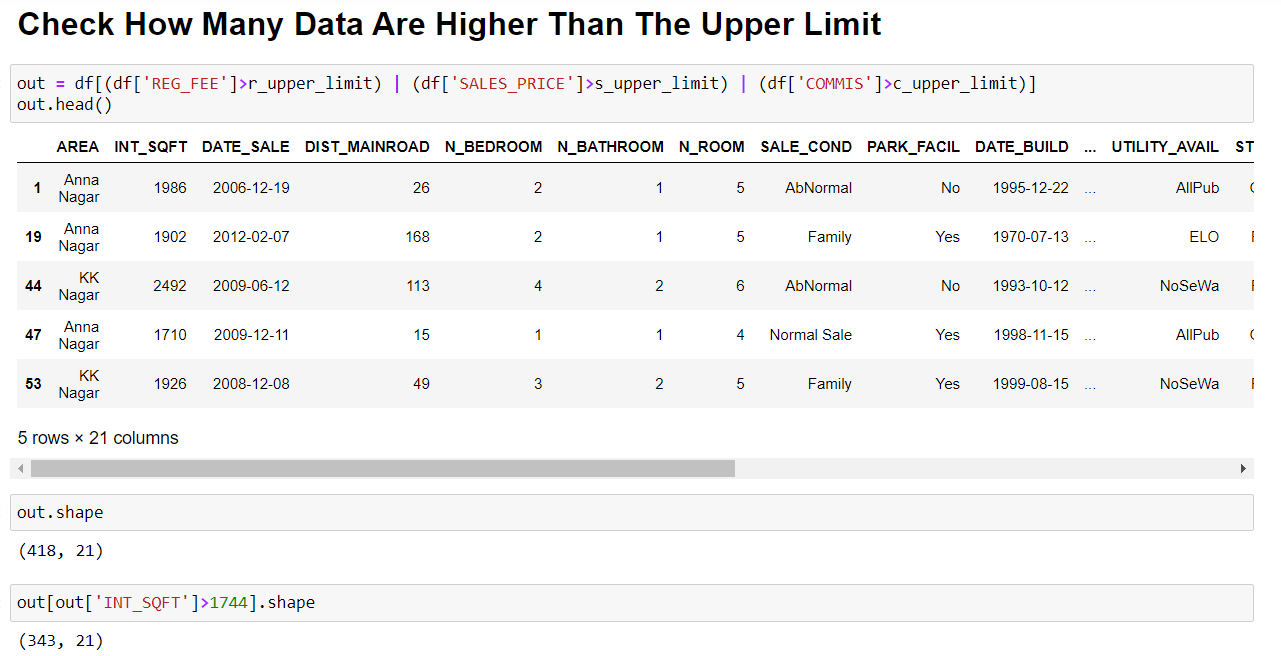 Check How Many Data Are Higher Than The Upper Limit
out = df[(df['REG_FEE']>r_upper_limit) | (df['SALES_PRICE']>s_upper_limit) | (df['COMMIS']>c_upper_limit)]
out.head()
AREA INT_SQFT DATE_SALE DIST_MAINROAD N_BEDROOM N_BATHROOM N_ROOM SALE_COND PARK_FACIL DATE_BUILD ... UTILITY_AVAIL ST
1 Anna Nagar 1986 2006-12-19 26 2 1 5 AbNormal No 1995-12-22 ... AllPub
19 Anna Nagar 1902 2012-02-07 168 2 1 5 Family Yes 1970-07-13 ... ELO
44 KK Nagar 2492 2009-06-12 113 4 2 6 AbNormal No 1993-10-12 ... NoSeWa
47 Anna Nagar 1710 2009-12-11 15 1 1 4 Normal Sale Yes 1998-11-15 ... AllPub
53 KK Nagar 1926 2008-12-08 49 3 2 5 Family Yes 1999-08-15 ... NoSeWa
5 rows × 21 columns
out.shape
(418, 21)
out[out['INT_SQFT']>1744].shape
(343, 21)